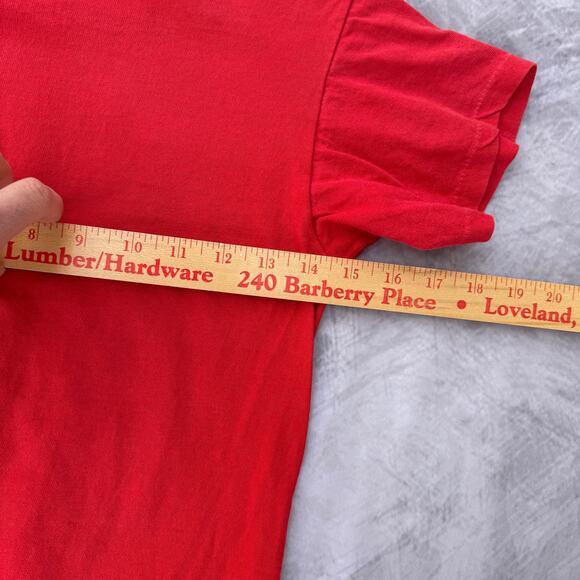 8 9 10 11 12 13 14 15 16 17 18 19 20
Lumber/Hardware 240 Barberry Place • Loveland,